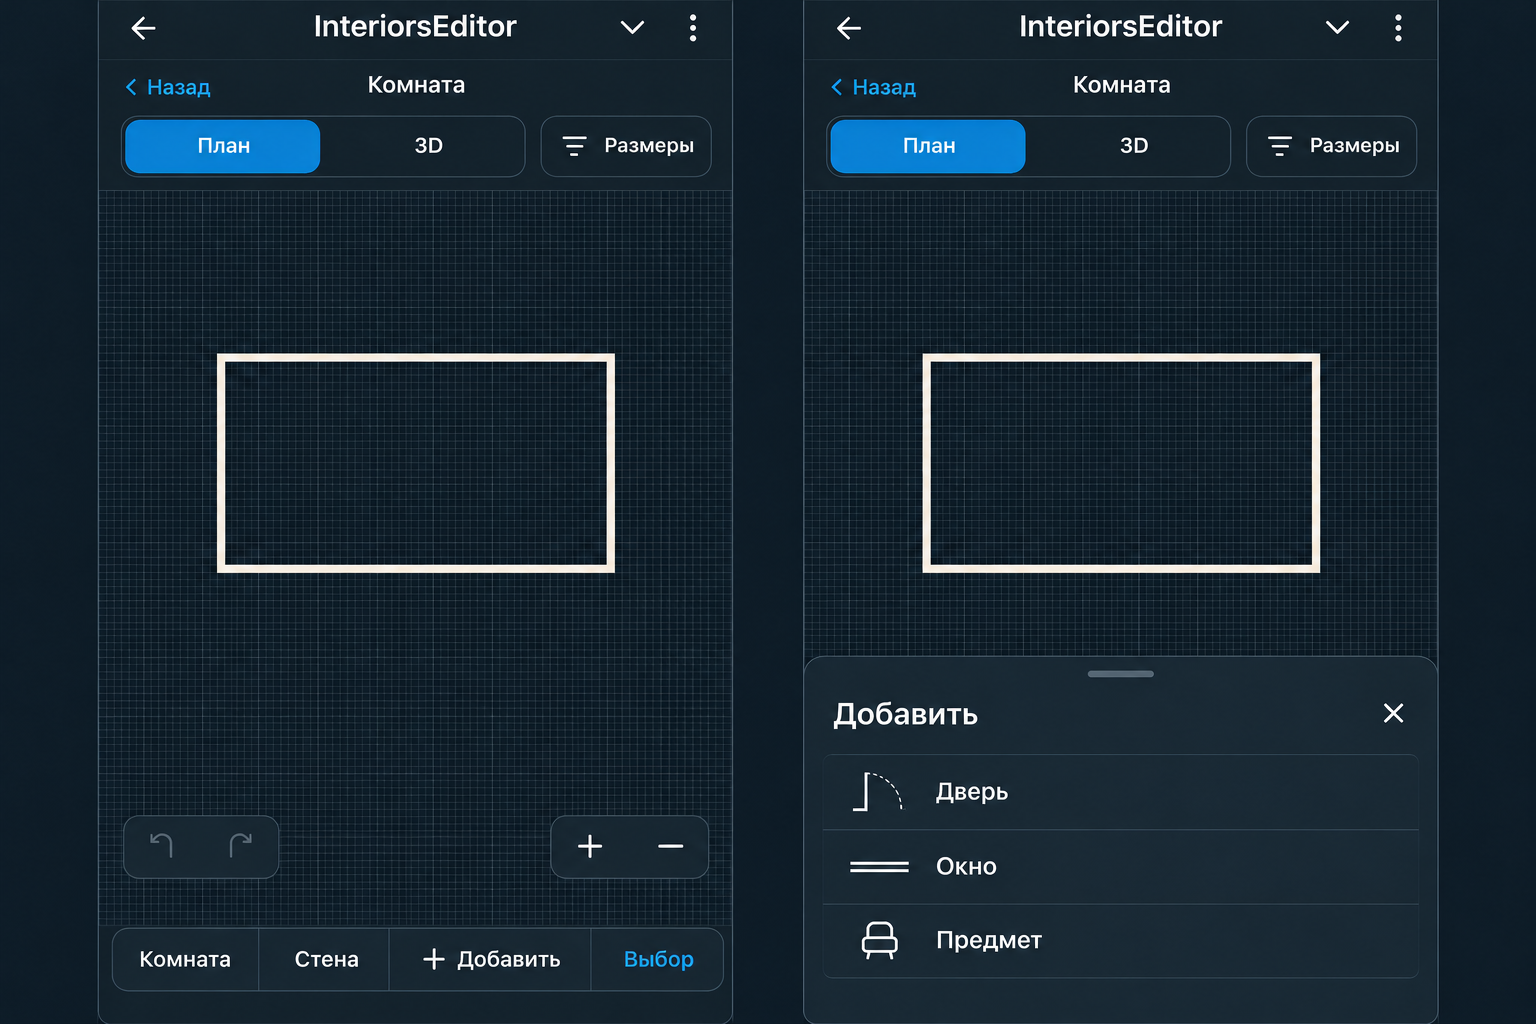 InteriorsEditor
Назад
Комната
План
3D
Размеры
Комната
Стена
Добавить
Выбор
InteriorsEditor
Назад
Комната
План
3D
Размеры
Добавить
Дверь
Окно
Предмет